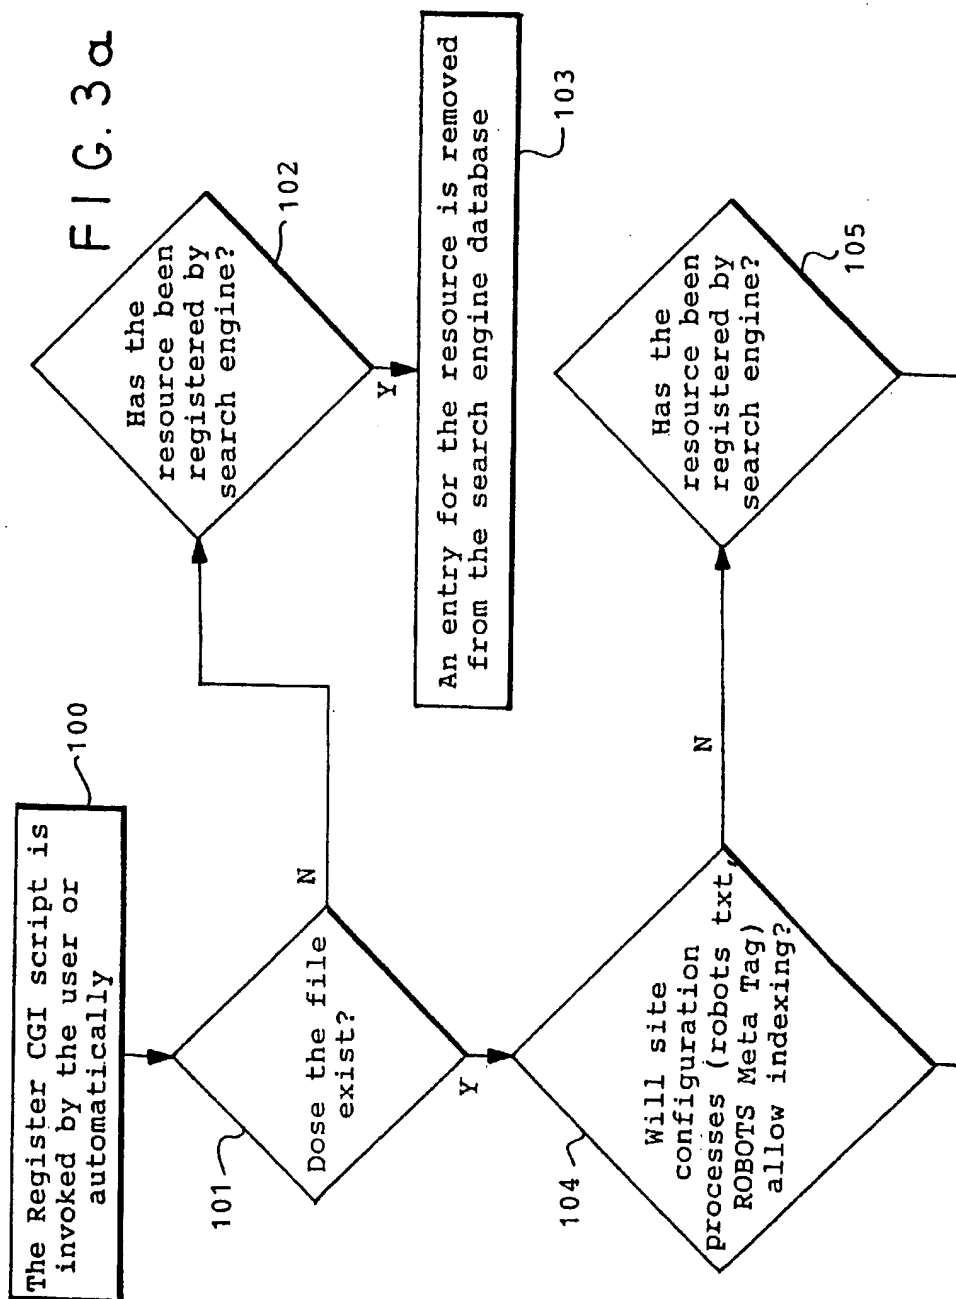 FIG. 3a
The Register CGI script is
invoked by the user or
automatically
100
Dose the file
exist?
101
N
Y
Has the
resource been
registered by
search engine?
102
Y
An entry for the resource is removed
from the search engine database
103
Will site
configuration
processes (robots txt,
ROBOTS Meta Tag)
allow indexing?
104
N
Has the
resource been
registered by
search engine?
105